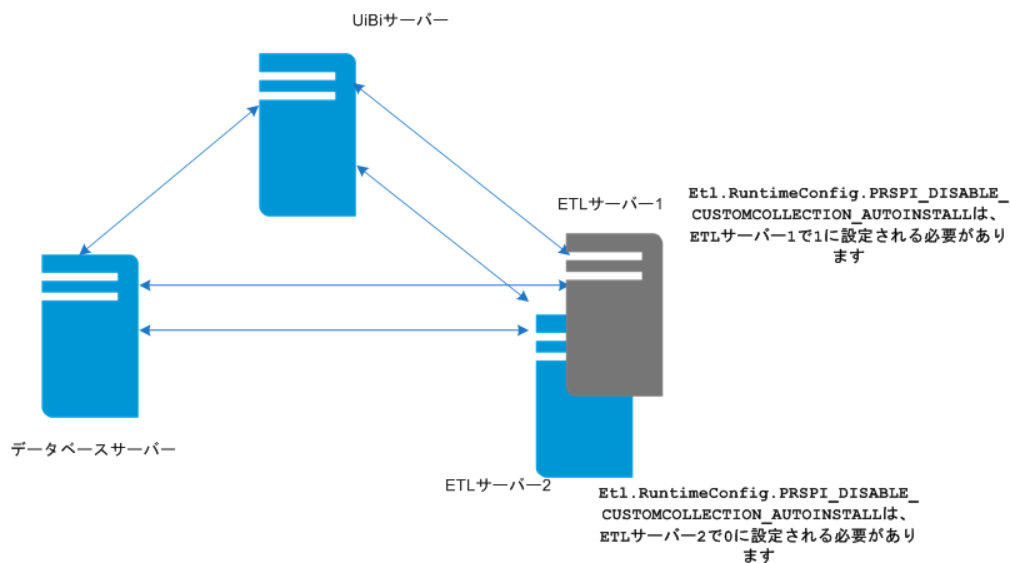 UiBiサーバー
ETLサーバー1
Etl.RuntimeConfig.PRSPI_DISABLE_
CUSTOMCOLLECTION_AUTOINSTALLは、
ETLサーバー1で1に設定される必要があり
ます
データベースサーバー
ETLサーバー2
Etl.RuntimeConfig.PRSPI_DISABLE_
CUSTOMCOLLECTION_AUTOINSTALLは、
ETLサーバー2で0に設定される必要があり
ます